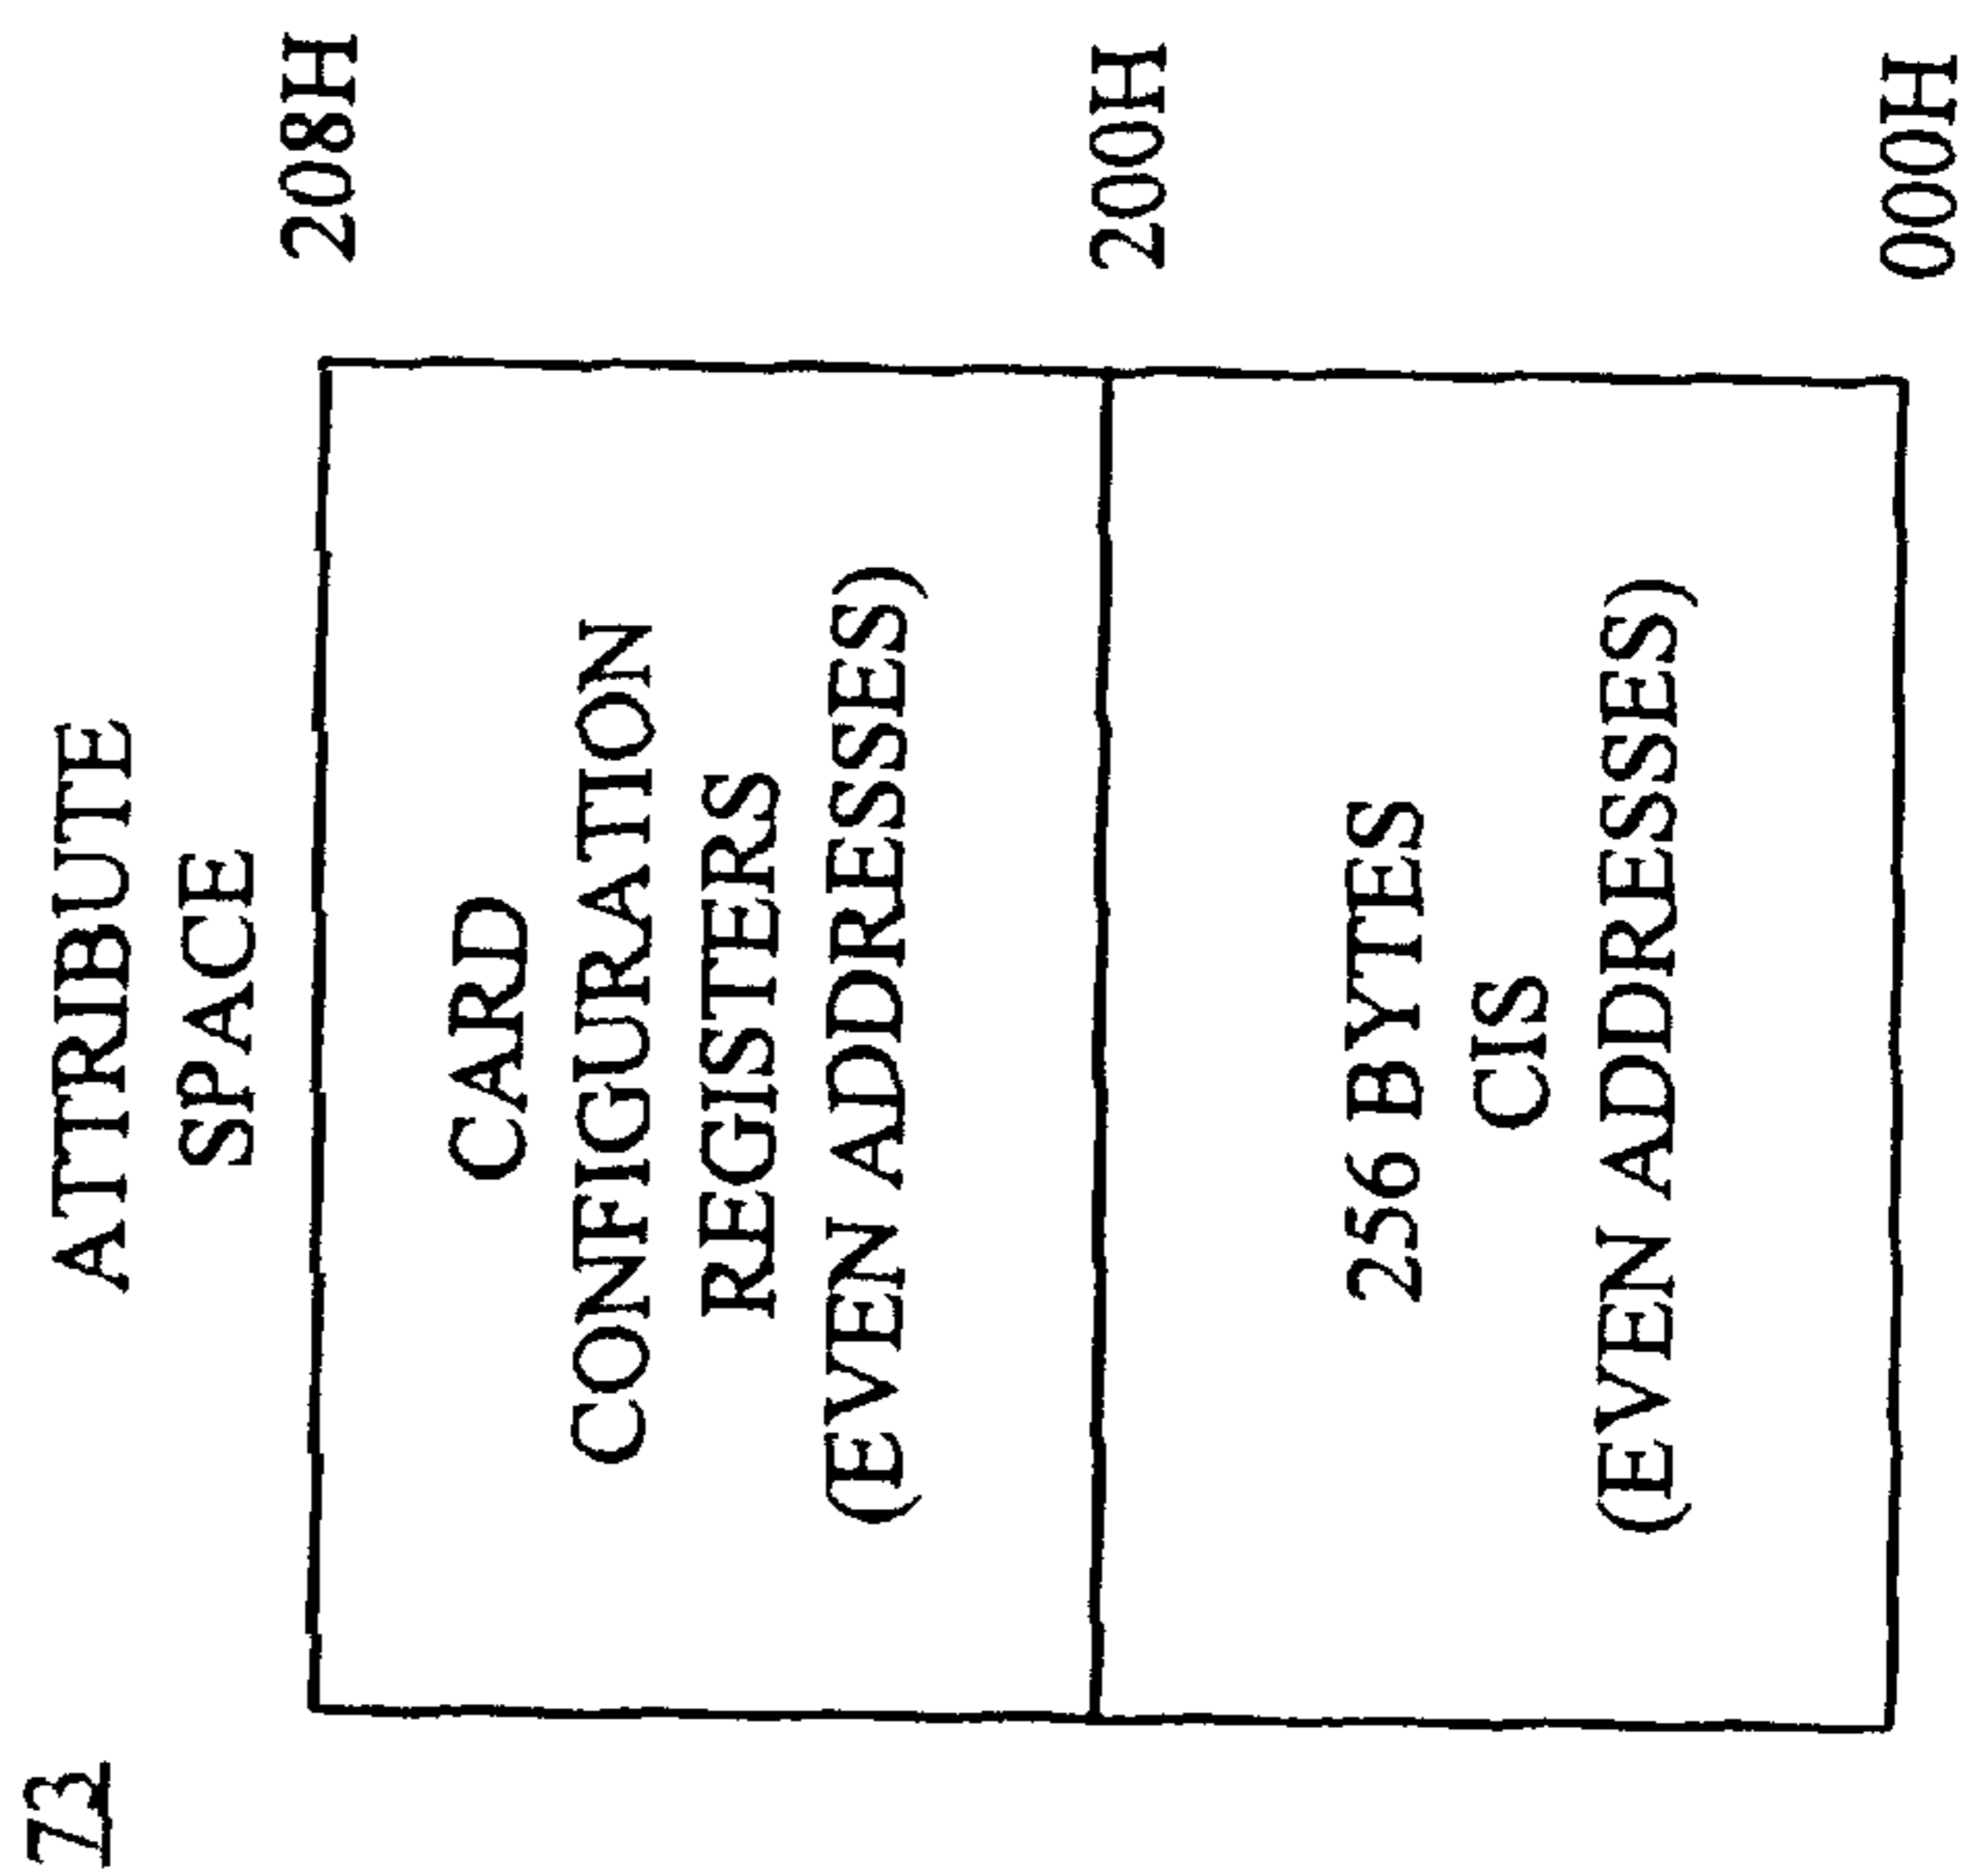 73
ATTRIBUTE
SPACE
208H
CARD
CONFIGURATION
REGISTERS
(EVEN ADDRESSES)
200H
256 BYTES
CIS
(EVEN ADDRESSES)
000H